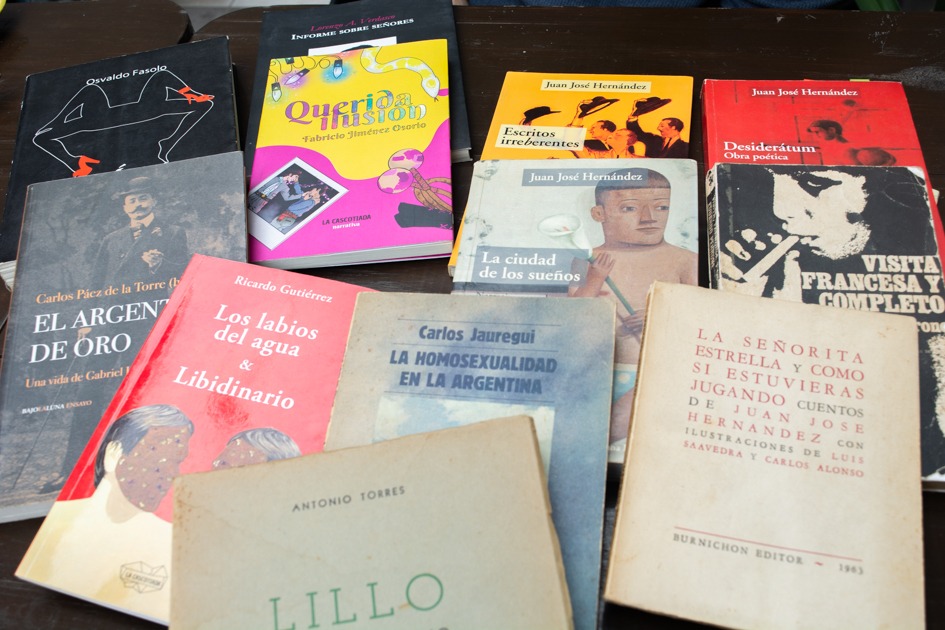 Osvaldo Fasolo
Lorenzo A. Verdasco
INFORME SOBRE SEÑORES
Querida
Ilusión
Fabricio Jiménez Osorio
LA CASCOTIADA
narrativa
Juan José Hernández
Escritos
irreberentes
Juan José Hernández
Desiderátum
Obra poética
Carlos Páez de la Torre (h
EL ARGENT
DE ORO
Una vida de Gabriel
BAJOLALUNA ENSAYO
Ricardo Gutiérrez
Los labios
del agua
&
Libidinario
LA CASCOTIADA
Juan José Hernández
La ciudad
de los sueños
VISITA
FRANCESA Y
COMPLETO
Carlos Jauregui
LA HOMOSEXUALIDAD
EN LA ARGENTINA
ANTONIO TORRES
LILLO
LA SEÑORITA
ESTRELLA Y COMO
SI ESTUVIERAS
JUGANDO CUENTOS
DE JUAN JOSE
HERNANDEZ CON
ILUSTRACIONES DE LUIS
SAAVEDRA Y CARLOS ALONSO
BURNICHON EDITOR ~ 1963